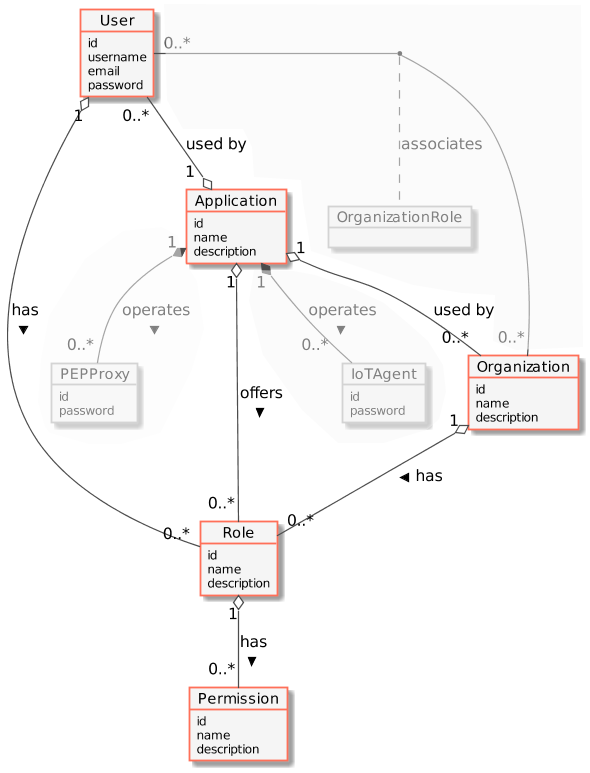 User
id
username
email
password
0..*
1
0..*
used by
associates
1
Application
id
name
description
OrganizationRole
1
1
1
1
has
operates
operates
used by
0..*
0..*
0..*
0..*
PEPProxy
id
password
IoTAgent
id
password
Organization
id
name
description
offers
1
has
0..*
0..*
0..*
Role
id
name
description
1
has
0..*
Permission
id
name
description